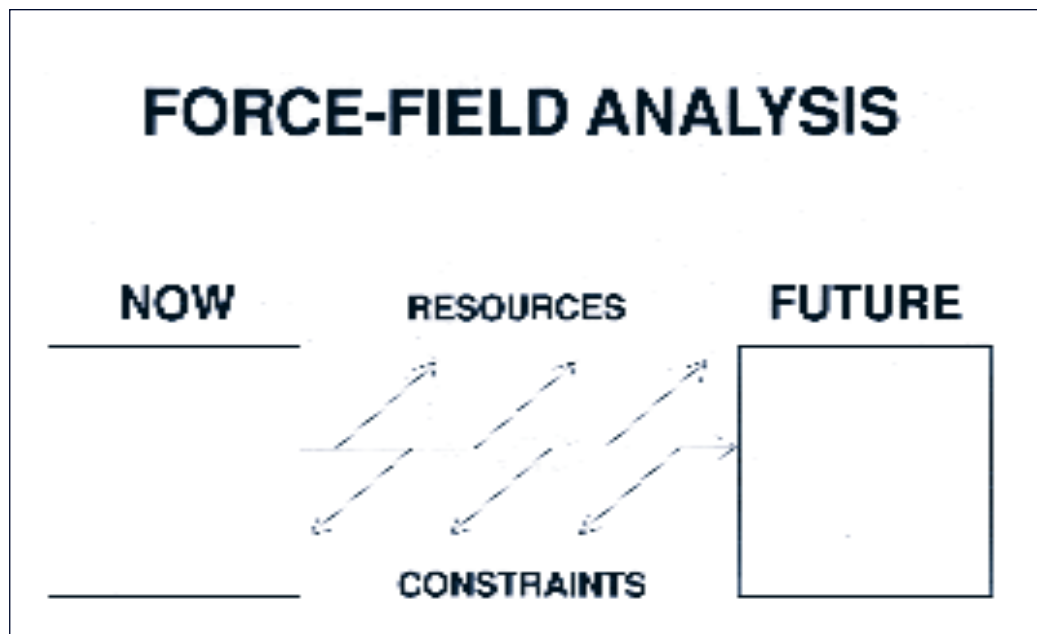 FORCE-FIELD ANALYSIS
NOW
RESOURCES
FUTURE
CONSTRAINTS